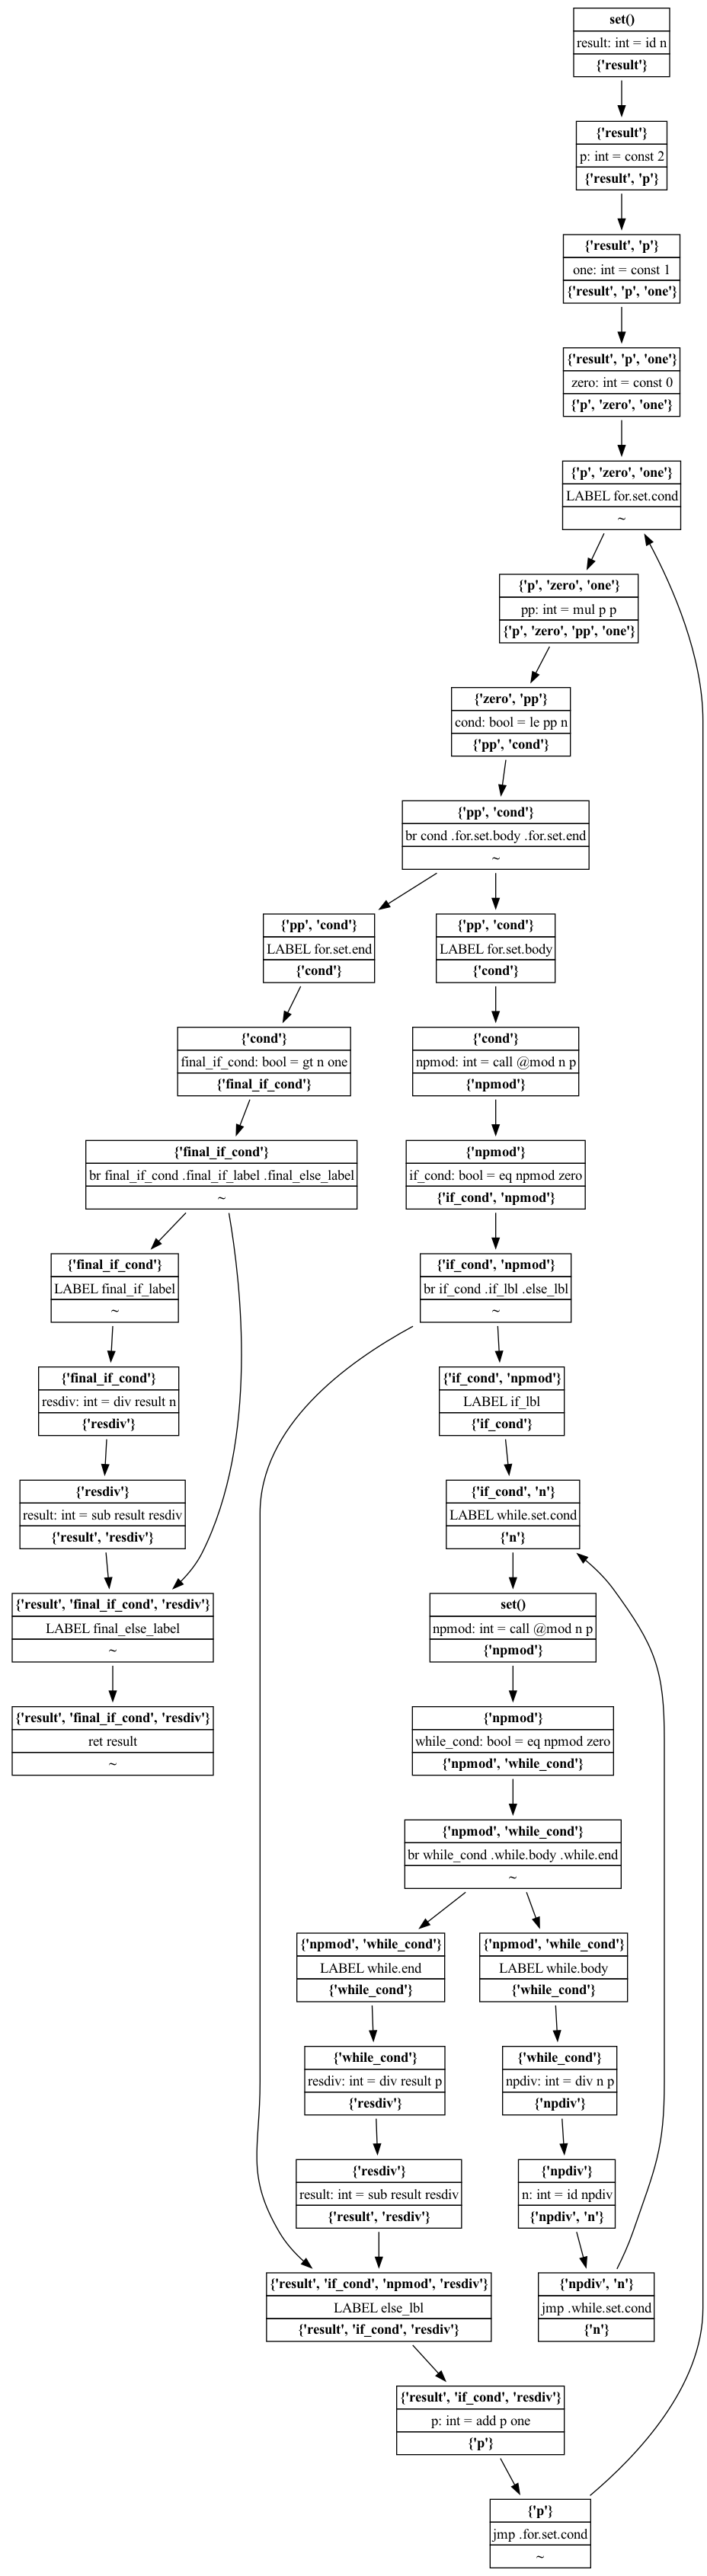 set()
result: int = id n
{'result'}
{'result'}
p: int = const 2
{'result', 'p'}
{'result', 'p'}
one: int = const 1
{'result', 'p', 'one'}
{'result', 'p', 'one'}
zero: int = const 0
{'p', 'zero', 'one'}
{'p', 'zero', 'one'}
LABEL for.set.cond
~
{'p', 'zero', 'one'}
pp: int = mul p p
{'p', 'zero', 'pp', 'one'}
{'zero', 'pp'}
cond: bool = le pp n
{'pp', 'cond'}
{'pp', 'cond'}
br cond .for.set.body .for.set.end
~
{'pp', 'cond'}
LABEL for.set.end
{'cond'}
{'pp', 'cond'}
LABEL for.set.body
{'cond'}
{'cond'}
final_if_cond: bool = gt n one
{'final_if_cond'}
{'cond'}
npmod: int = call @mod n p
{'npmod'}
{'final_if_cond'}
br final_if_cond .final_if_label .final_else_label
~
{'npmod'}
if_cond: bool = eq npmod zero
{'if_cond', 'npmod'}
{'final_if_cond'}
LABEL final_if_label
~
{'if_cond', 'npmod'}
br if_cond .if_lbl .else_lbl
~
{'final_if_cond'}
resdiv: int = div result n
{'resdiv'}
{'if_cond', 'npmod'}
LABEL if_lbl
{'if_cond'}
{'resdiv'}
result: int = sub result resdiv
{'result', 'resdiv'}
{'if_cond', 'n'}
LABEL while.set.cond
{'n'}
{'result', 'final_if_cond', 'resdiv'}
LABEL final_else_label
~
set()
npmod: int = call @mod n p
{'npmod'}
{'result', 'final_if_cond', 'resdiv'}
ret result
~
{'npmod'}
while_cond: bool = eq npmod zero
{'npmod', 'while_cond'}
{'npmod', 'while_cond'}
br while_cond .while.body .while.end
~
{'npmod', 'while_cond'}
LABEL while.end
{'while_cond'}
{'npmod', 'while_cond'}
LABEL while.body
{'while_cond'}
{'while_cond'}
resdiv: int = div result p
{'resdiv'}
{'while_cond'}
npdiv: int = div n p
{'npdiv'}
{'resdiv'}
result: int = sub result resdiv
{'result', 'resdiv'}
{'npdiv'}
n: int = id npdiv
{'npdiv', 'n'}
{'result', 'if_cond', 'npmod', 'resdiv'}
LABEL else_lbl
{'result', 'if_cond', 'resdiv'}
{'npdiv', 'n'}
jmp .while.set.cond
{'n'}
{'result', 'if_cond', 'resdiv'}
p: int = add p one
{'p'}
{'p'}
jmp .for.set.cond
~